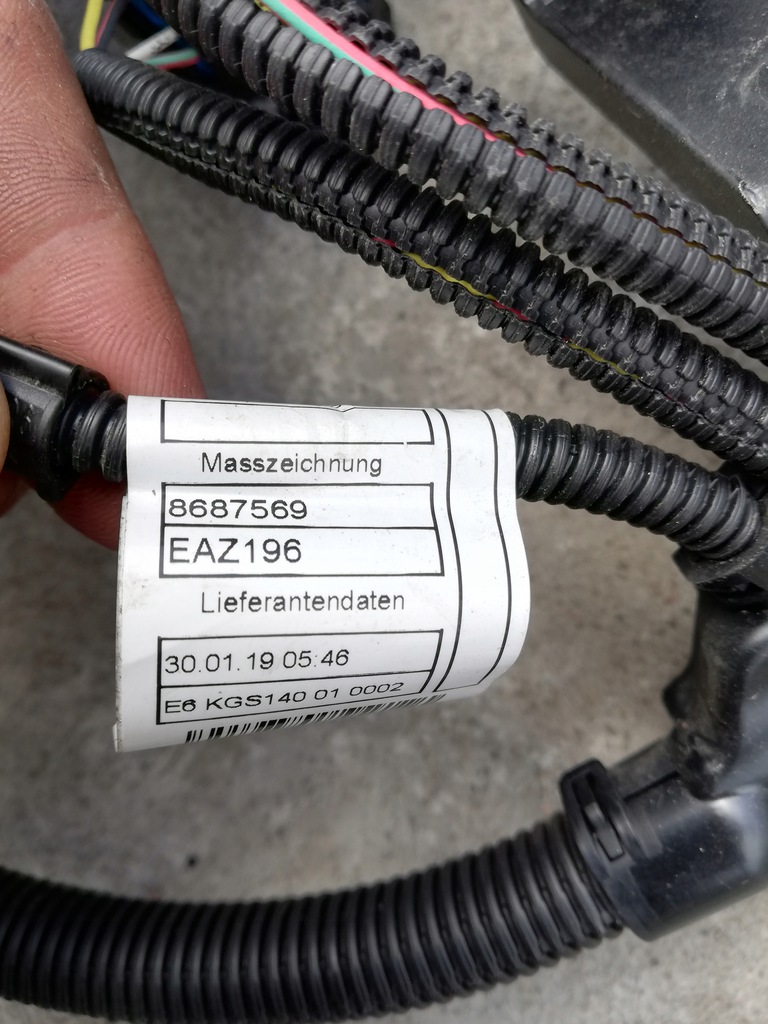 Masszeichnung
8687569
EAZ196
Lieferantendaten
30.01.19 05:46
E6 KGS140 01 0002